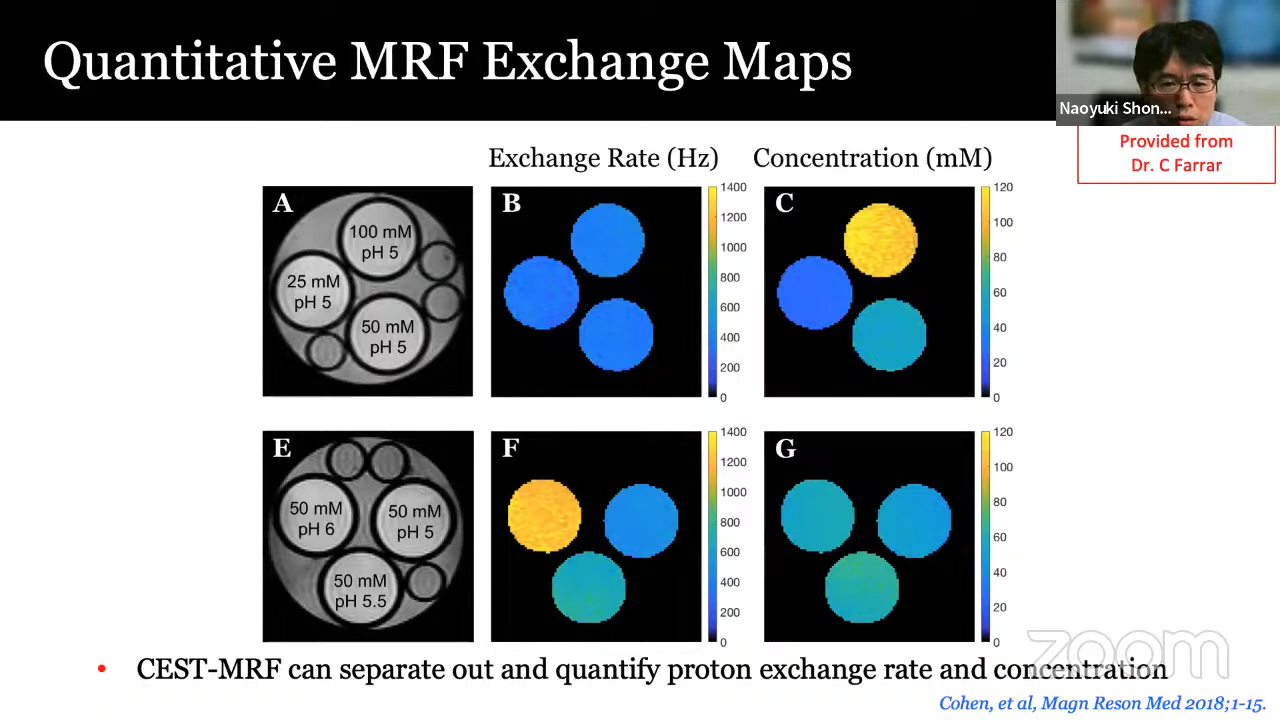 Quantitative MRF Exchange Maps
Naoyuki Shon...
Provided from
Dr. C Farrar
Exchange Rate (Hz)
Concentration (mM)
A
100 mM
pH 5
25 mM
pH 5
50 mM
pH 5
B
1400
1200
1000
800
600
400
200
0
C
120
100
80
60
40
20
0
E
50 mM
pH 6
50 mM
pH 5
50 mM
pH 5.5
F
1400
1200
1000
800
600
400
200
0
G
120
100
80
60
40
20
0
zoom
• CEST-MRF can separate out and quantify proton exchange rate and concentration
Cohen, et al, Magn Reson Med 2018;1-15.